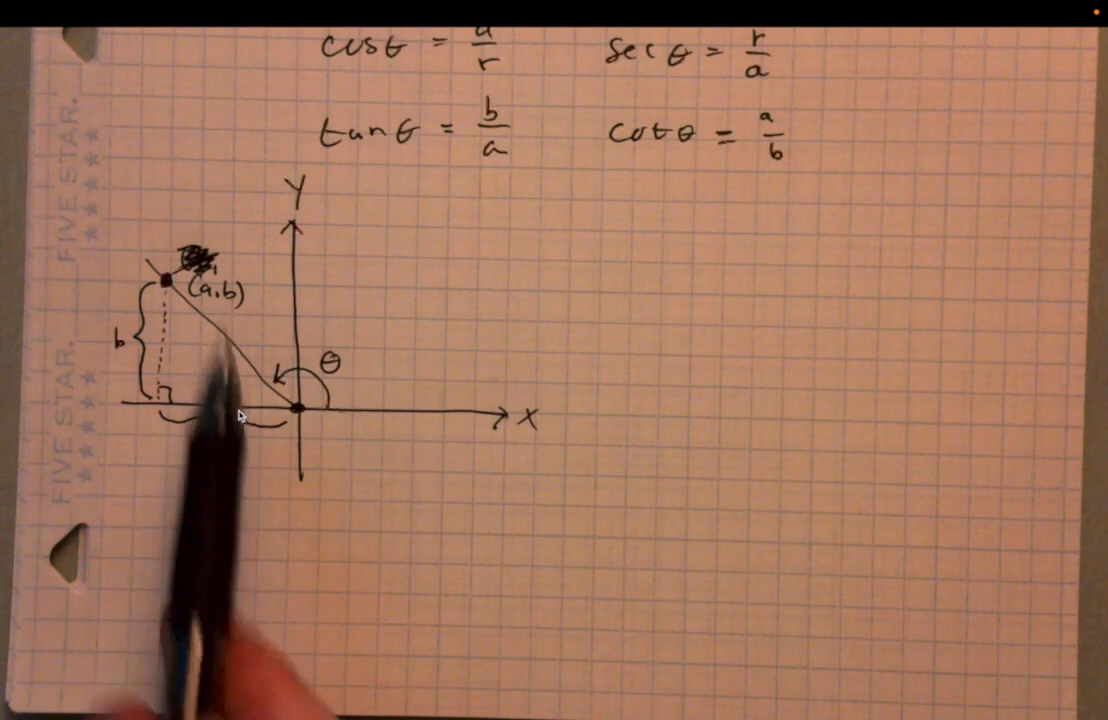 cos θ = a/r sec θ = r/a
tan θ = b/a cot θ = a/b
Y
(a,b)
b
θ
X
FIVE STAR.
FIVE STAR.